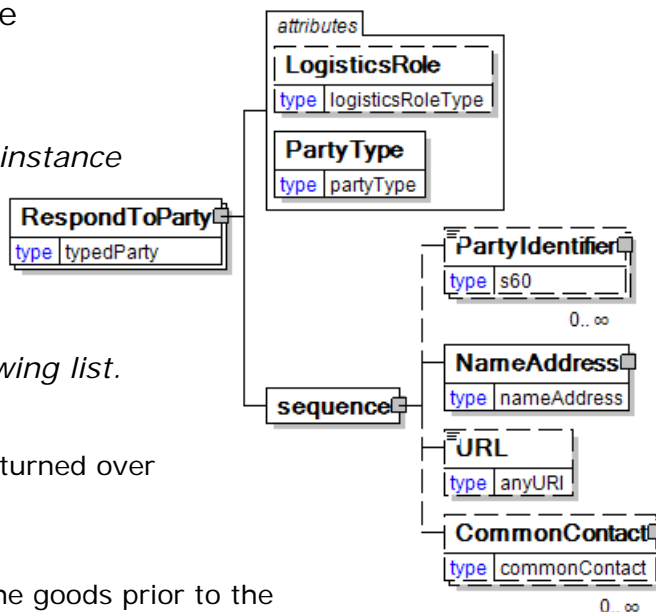 e
instance
wing list.
turned over
ne goods prior to the
attributes
LogisticsRole
type logisticsRoleType
PartyType
type partyType
RespondToParty
type typedParty
sequence
PartyIdentifier
type s60
0..∞
NameAddress
type nameAddress
URL
type anyURI
CommonContact
type commonContact
0..∞